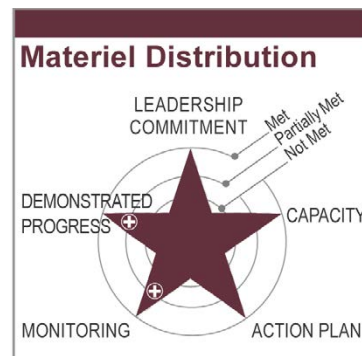 Materiel Distribution
LEADERSHIP
COMMITMENT
Met
Partially Met
Not Met
DEMONSTRATED
PROGRESS
CAPACITY
MONITORING
ACTION PLAN